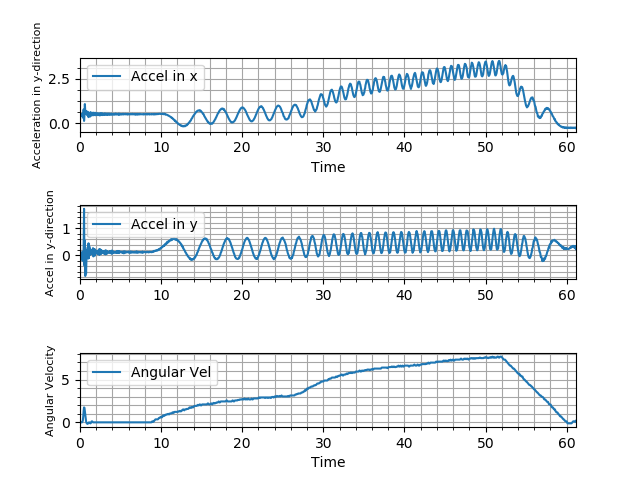 Acceleration in y-direction
2.5
0.0
Accel in x
0 10 20 30 40 50 60
Time
Accel in y-direction
1
0
Accel in y
0 10 20 30 40 50 60
Angular Velocity
5
0
Angular Vel
0 10 20 30 40 50 60
Time